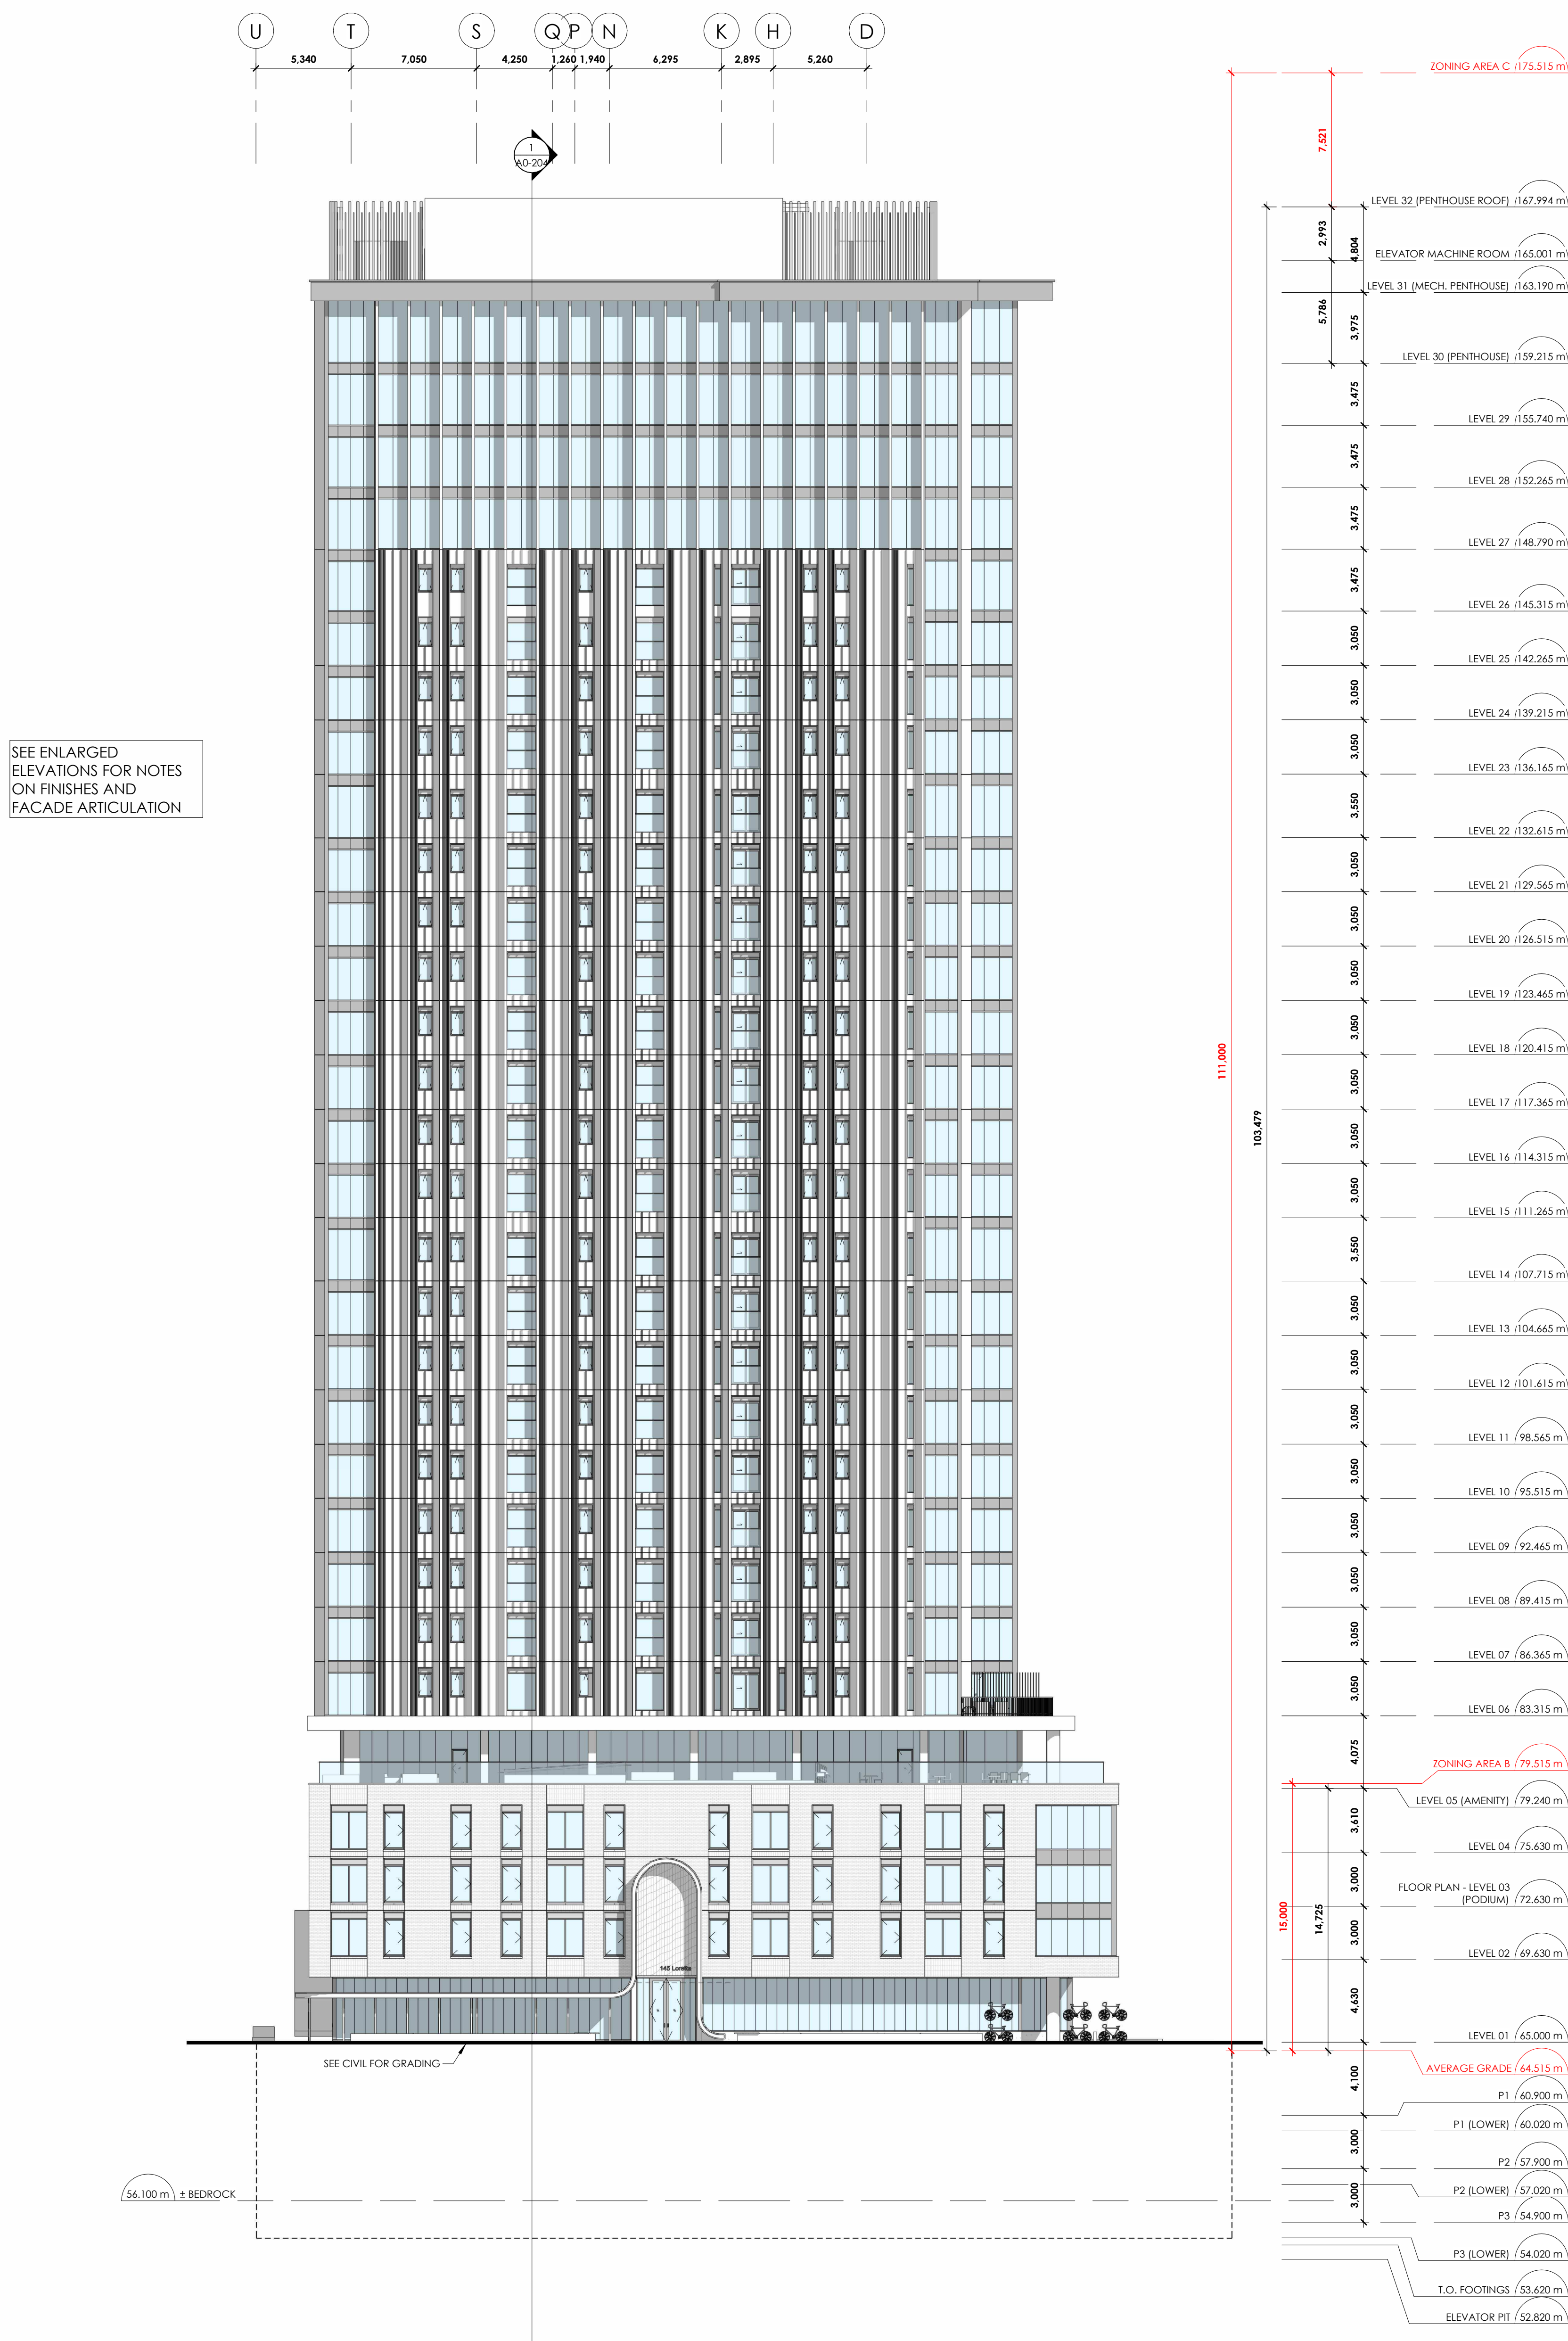 U T S Q P N K H D
5,340 7,050 4,250 1,260 1,940 6,295 2,895 5,260
1
A0-204
SEE ENLARGED
ELEVATIONS FOR NOTES
ON FINISHES AND
FACADE ARTICULATION
ZONING AREA C 175.515 m
7,521
LEVEL 32 (PENTHOUSE ROOF) 167.994 m
2,993
4,804
ELEVATOR MACHINE ROOM 165.001 m
LEVEL 31 (MECH. PENTHOUSE) 163.190 m
5,786
3,975
LEVEL 30 (PENTHOUSE) 159.215 m
3,475
LEVEL 29 155.740 m
3,475
LEVEL 28 152.265 m
3,475
LEVEL 27 148.790 m
3,475
LEVEL 26 145.315 m
3,050
LEVEL 25 142.265 m
3,050
LEVEL 24 139.215 m
3,050
LEVEL 23 136.165 m
3,550
LEVEL 22 132.615 m
3,050
LEVEL 21 129.565 m
3,050
LEVEL 20 126.515 m
3,050
LEVEL 19 123.465 m
3,050
LEVEL 18 120.415 m
111,000
3,050
LEVEL 17 117.365 m
103,479
3,050
LEVEL 16 114.315 m
3,050
LEVEL 15 111.265 m
3,550
LEVEL 14 107.715 m
3,050
LEVEL 13 104.665 m
3,050
LEVEL 12 101.615 m
3,050
LEVEL 11 98.565 m
3,050
LEVEL 10 95.515 m
3,050
LEVEL 09 92.465 m
3,050
LEVEL 08 89.415 m
3,050
LEVEL 07 86.365 m
3,050
LEVEL 06 83.315 m
4,075
ZONING AREA B 79.515 m
LEVEL 05 (AMENITY) 79.240 m
3,610
LEVEL 04 75.630 m
3,000
FLOOR PLAN - LEVEL 03
(PODIUM) 72.630 m
15,000
14,725
3,000
LEVEL 02 69.630 m
145 Loretta
4,630
LEVEL 01 65.000 m
SEE CIVIL FOR GRADING
AVERAGE GRADE 64.515 m
4,100
P1 60.900 m
P1 (LOWER) 60.020 m
3,000
P2 57.900 m
56.100 m ± BEDROCK
P2 (LOWER) 57.020 m
3,000
P3 54.900 m
P3 (LOWER) 54.020 m
T.O. FOOTINGS 53.620 m
ELEVATOR PIT 52.820 m